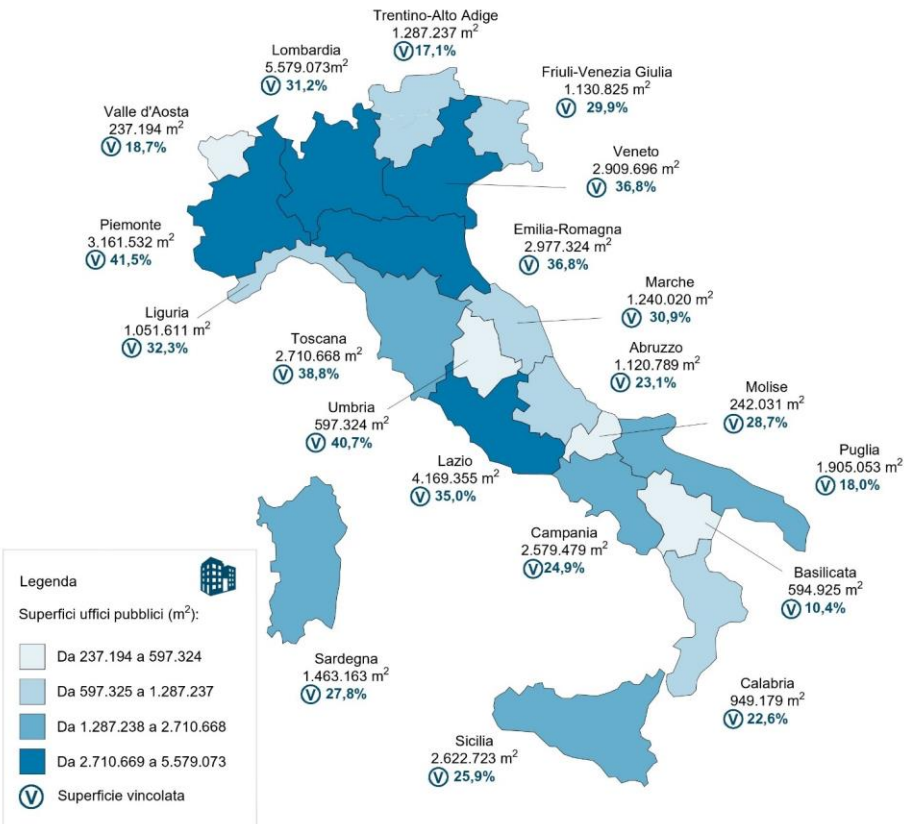 Trentino-Alto Adige
1.287.237 m²
V 17,1%
Lombardia
5.579.073m²
V 31,2%
Friuli-Venezia Giulia
1.130.825 m²
V 29,9%
Valle d'Aosta
237.194 m²
V 18,7%
Veneto
2.909.696 m²
V 36,8%
Piemonte
3.161.532 m²
V 41,5%
Emilia-Romagna
2.977.324 m²
V 36,8%
Marche
1.240.020 m²
V 30,9%
Liguria
1.051.611 m²
V 32,3%
Toscana
2.710.668 m²
V 38,8%
Abruzzo
1.120.789 m²
V 23,1%
Molise
242.031 m²
V 28,7%
Umbria
597.324 m²
V 40,7%
Puglia
1.905.053 m²
V 18,0%
Lazio
4.169.355 m²
V 35,0%
Campania
2.579.479 m²
V 24,9%
Basilicata
594.925 m²
V 10,4%
Sardegna
1.463.163 m²
V 27,8%
Calabria
949.179 m²
V 22,6%
Sicilia
2.622.723 m²
V 25,9%
Legenda
Superfici uffici pubblici (m²):
Da 237.194 a 597.324
Da 597.325 a 1.287.237
Da 1.287.238 a 2.710.668
Da 2.710.669 a 5.579.073
V Superficie vincolata